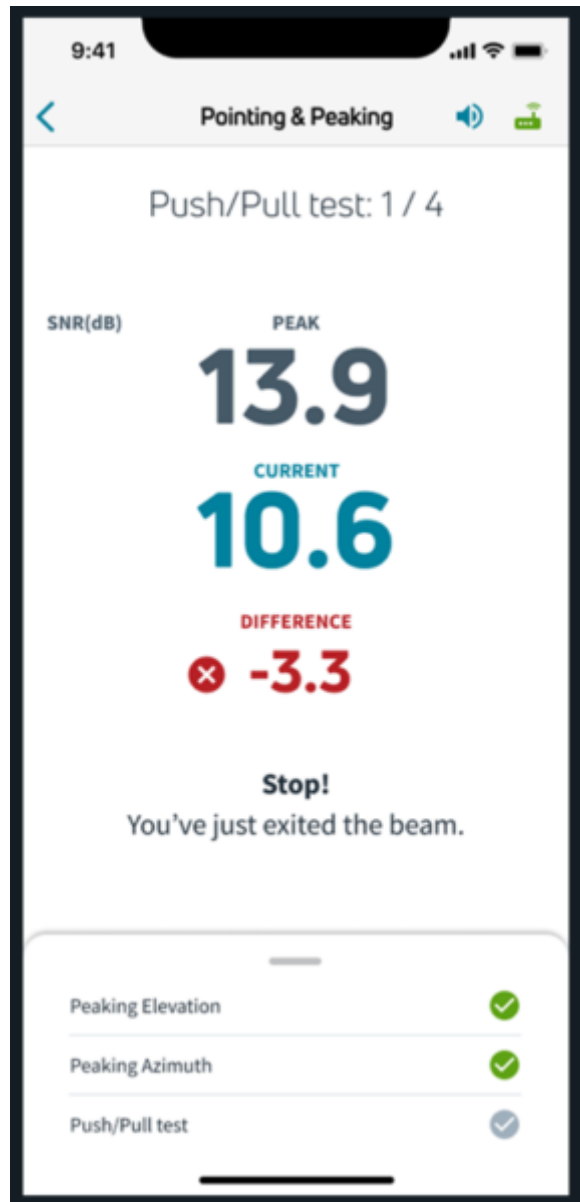 9:41
Pointing & Peaking
Push/Pull test: 1 / 4
SNR(dB)
PEAK
13.9
CURRENT
10.6
DIFFERENCE
-3.3
Stop!
You've just exited the beam.
Peaking Elevation
Peaking Azimuth
Push/Pull test